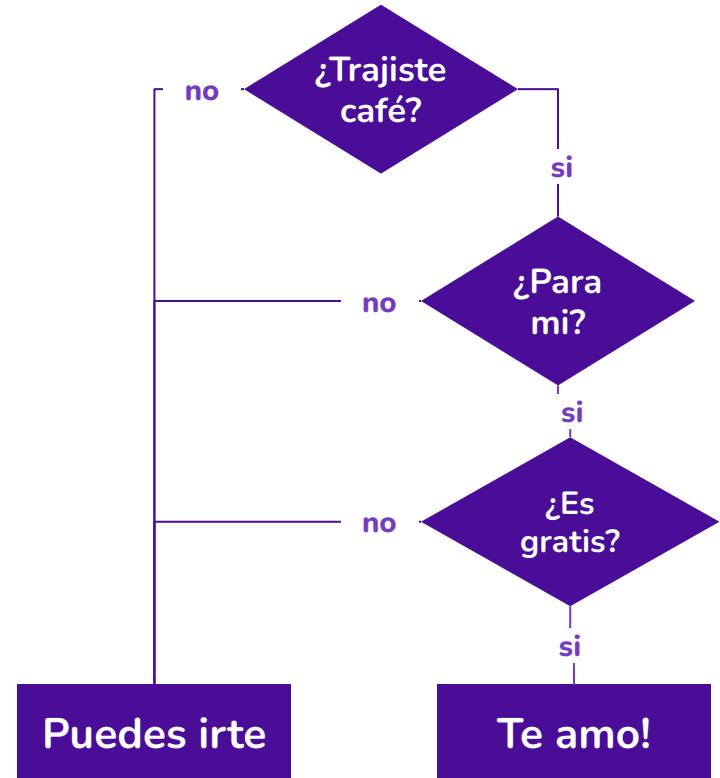 ¿Trajiste
café?
no
si
¿Para
mi?
no
si
¿Es
gratis?
no
si
Puedes irte
Te amo!